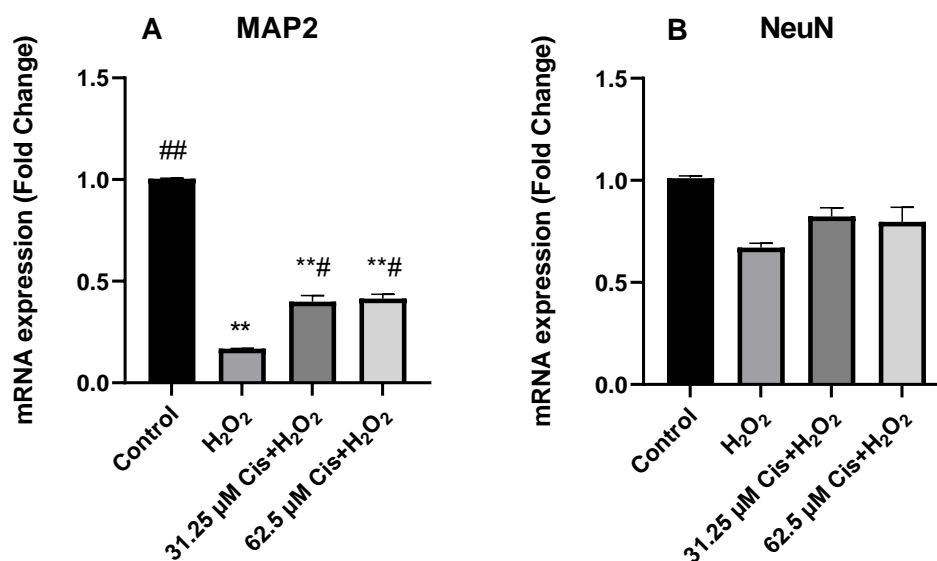 A MAP2
mRNA expression (Fold Change)
1.5
1.0
0.5
0.0
##
**
**#
**#
Control
H₂O₂
31.25 µM Cis+H₂O₂
62.5 µM Cis+H₂O₂
B NeuN
mRNA expression (Fold Change)
1.5
1.0
0.5
0.0
Control
H₂O₂
31.25 µM Cis+H₂O₂
62.5 µM Cis+H₂O₂